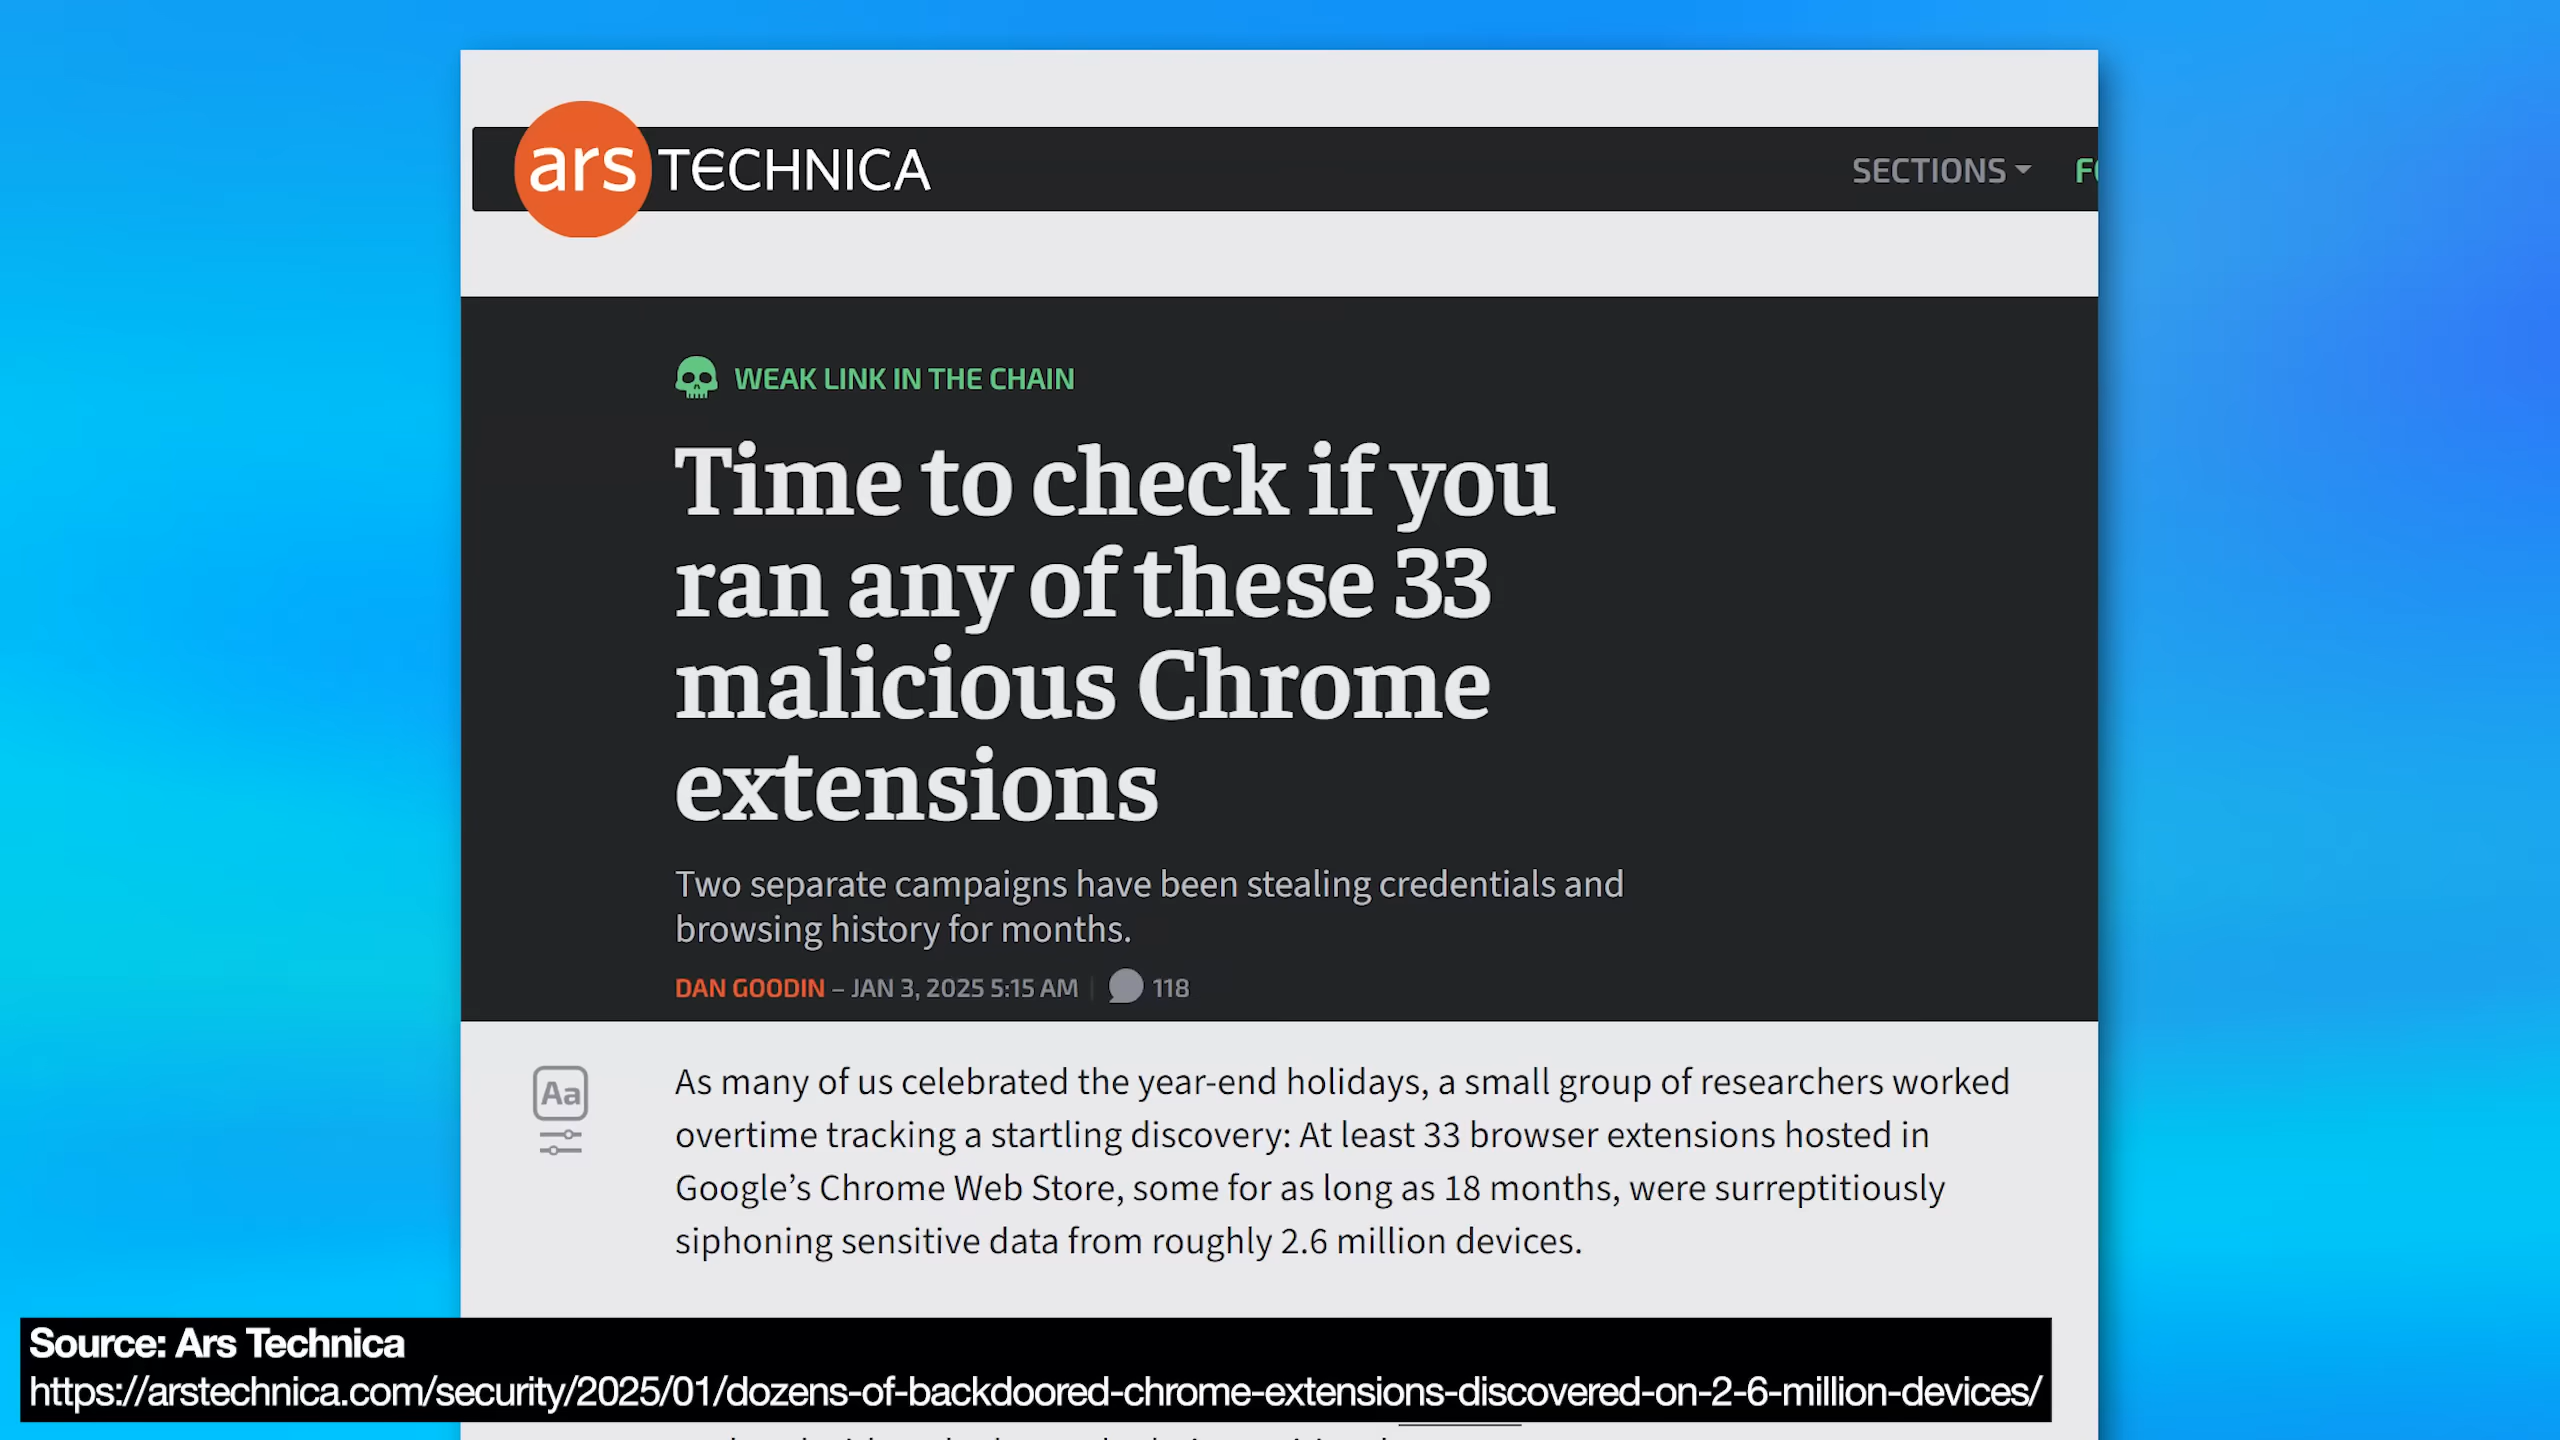 ars TECHNICA
SECTIONS
WEAK LINK IN THE CHAIN
Time to check if you
ran any of these 33
malicious Chrome
extensions
Two separate campaigns have been stealing credentials and
browsing history for months.
DAN GOODIN – JAN 3, 2025 5:15 AM | 118
Aa
As many of us celebrated the year-end holidays, a small group of researchers worked
overtime tracking a startling discovery: At least 33 browser extensions hosted in
Google’s Chrome Web Store, some for as long as 18 months, were surreptitiously
siphoning sensitive data from roughly 2.6 million devices.
Source: Ars Technica
https://arstechnica.com/security/2025/01/dozens-of-backdoored-chrome-extensions-discovered-on-2-6-million-devices/